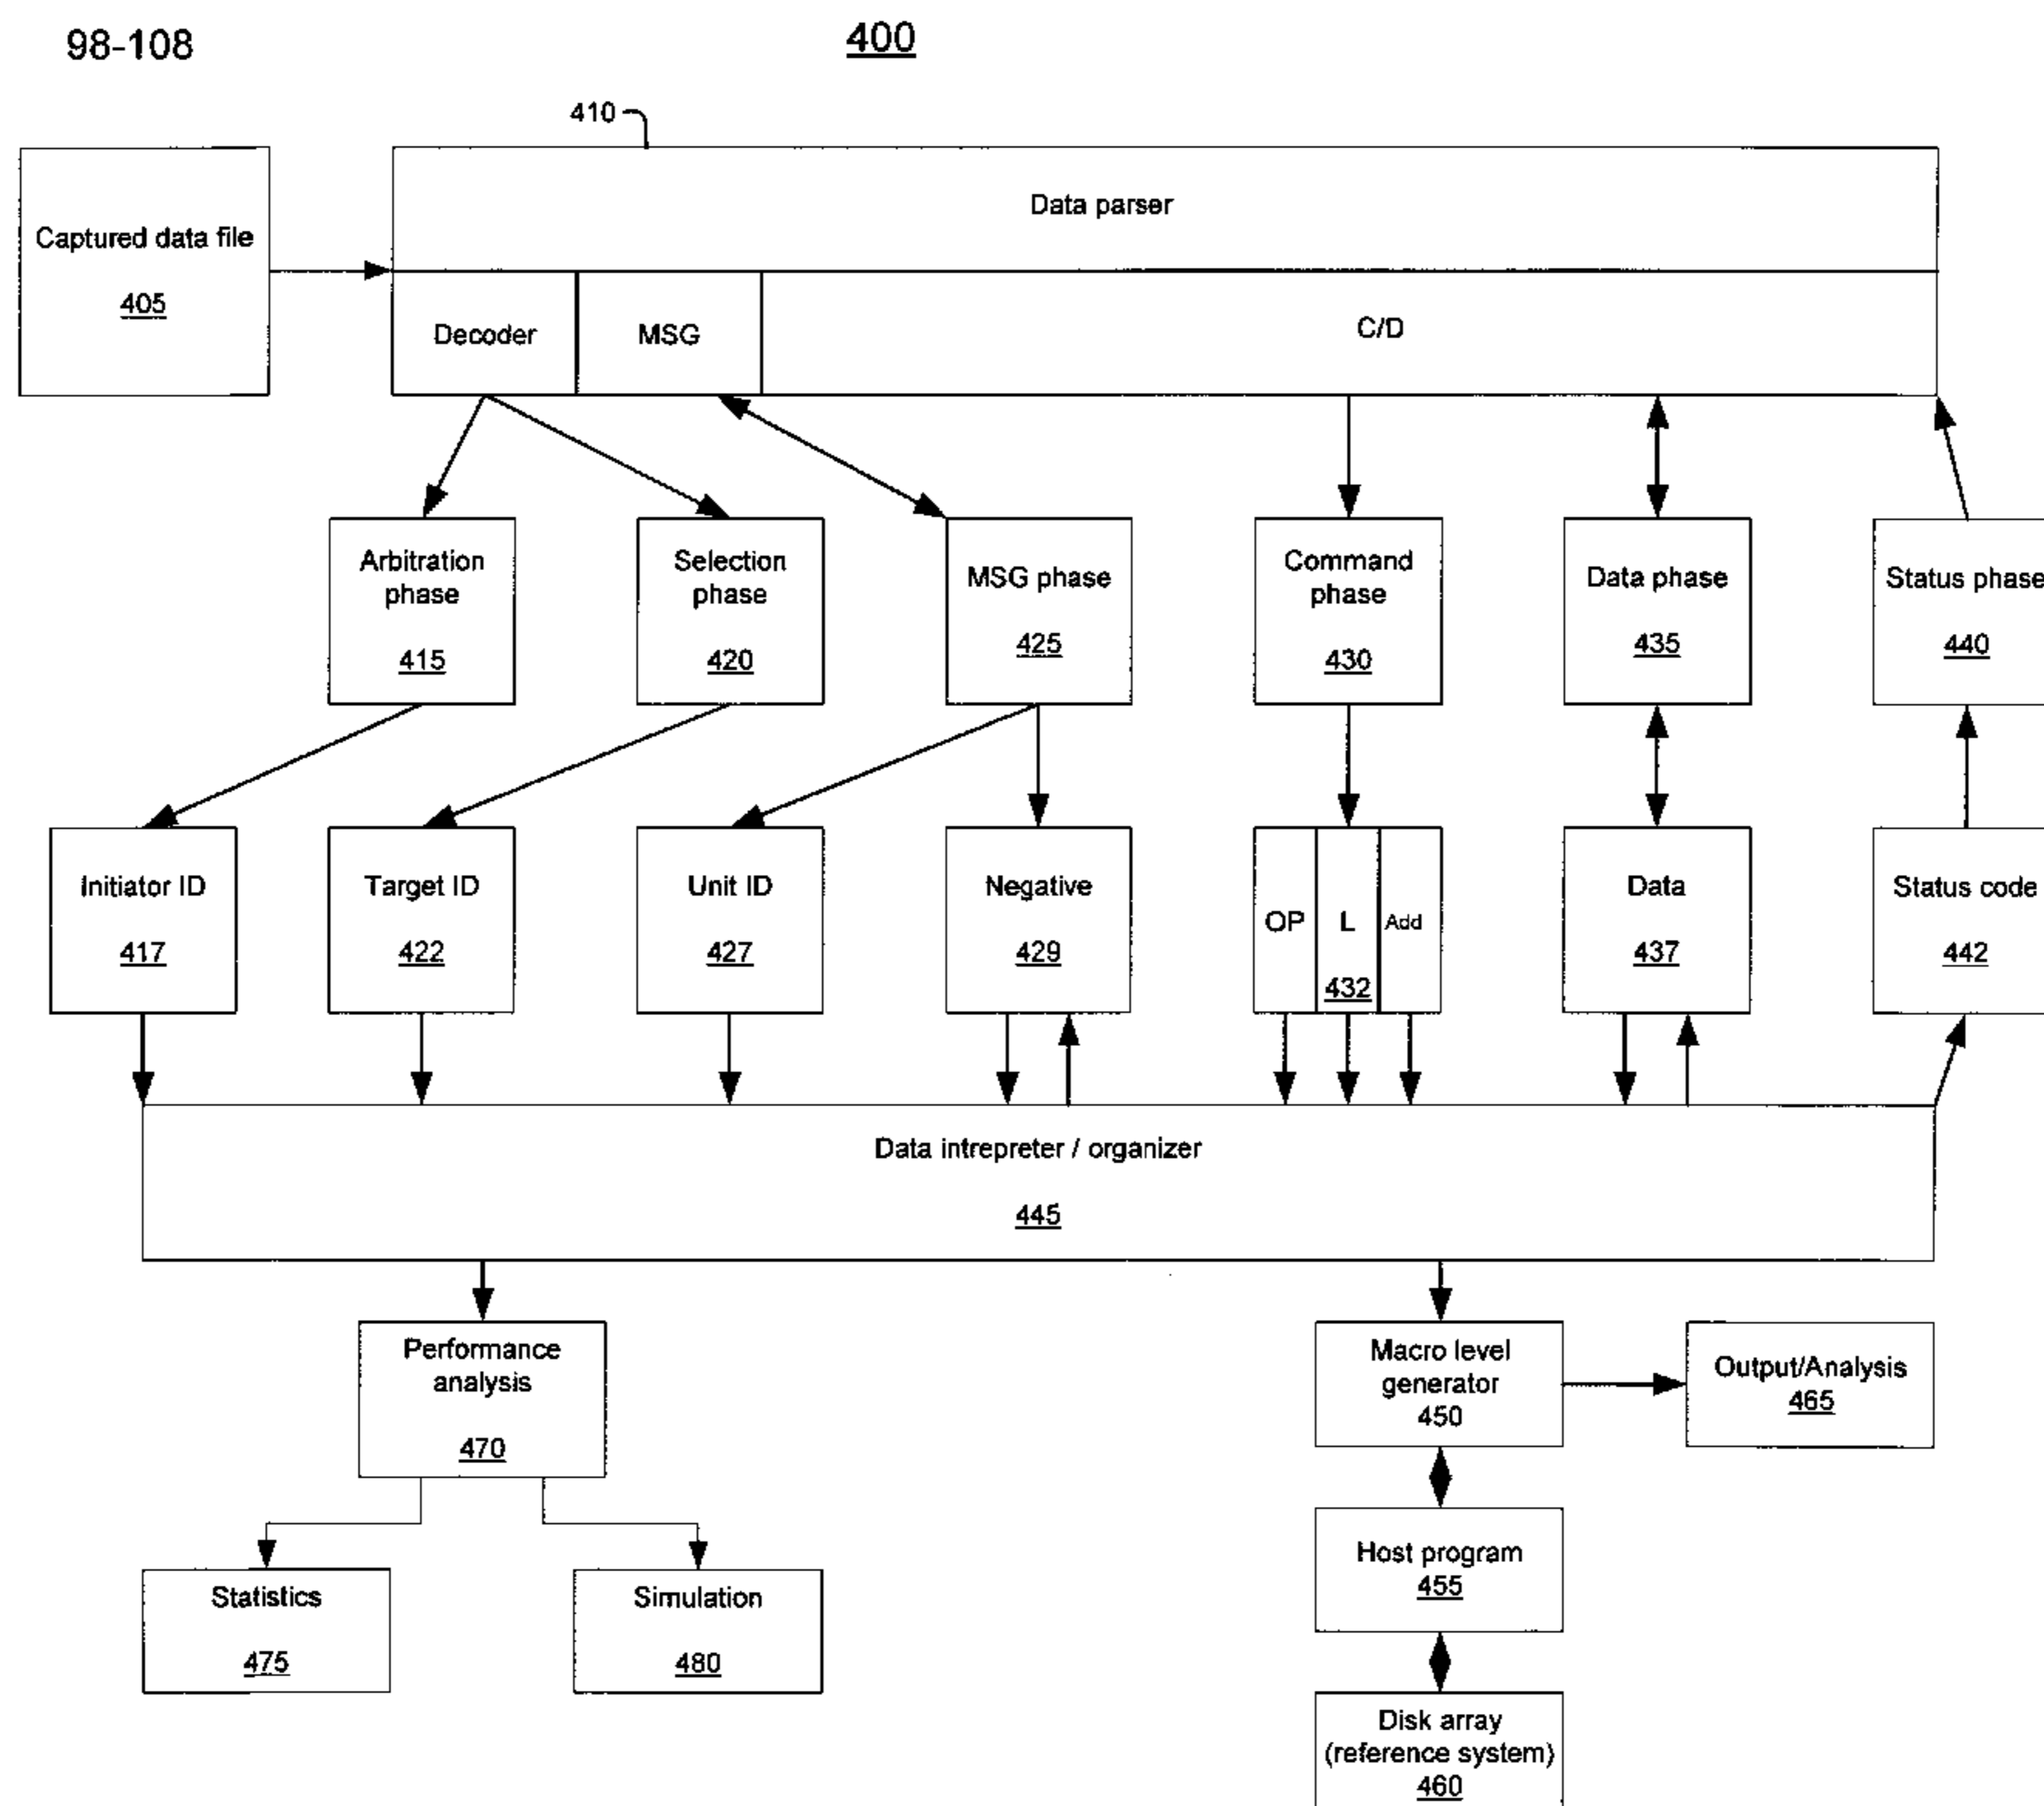 98-108
400
410
Captured data file
405
Data parser
Decoder
MSG
C/D
Arbitration
phase
415
Selection
phase
420
MSG phase
425
Command
phase
430
Data phase
435
Status phase
440
Initiator ID
417
Target ID
422
Unit ID
427
Negative
429
OP
L
432
Add
Data
437
Status code
442
Data intrepreter / organizer
445
Performance
analysis
470
Macro level
generator
450
Output/Analysis
465
Host program
455
Statistics
475
Simulation
480
Disk array
(reference system)
460